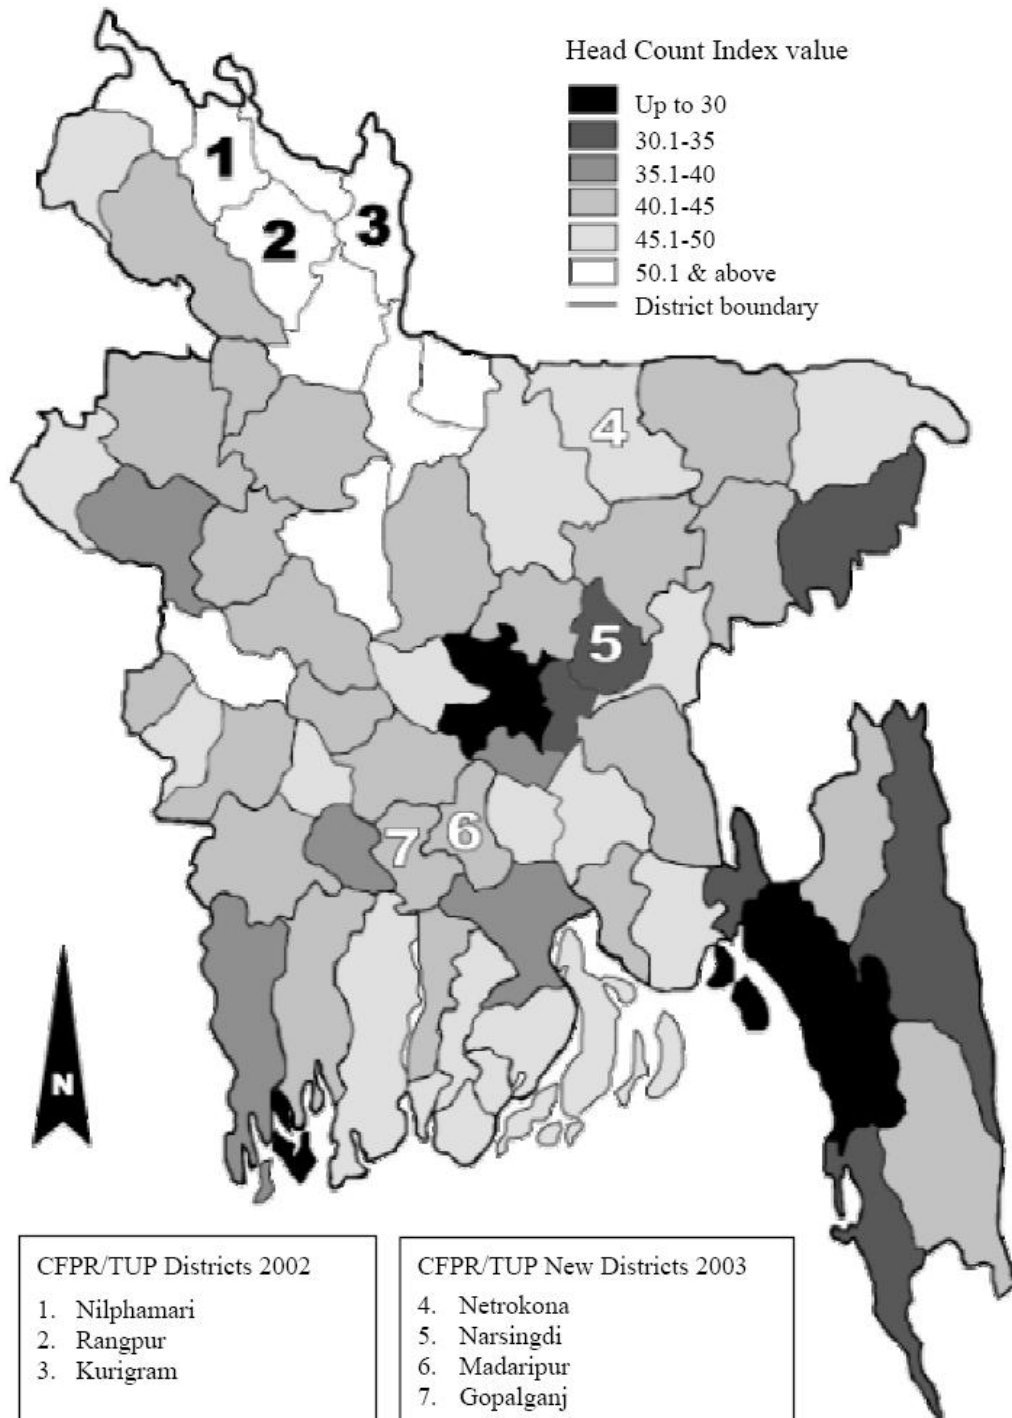 Head Count Index value
Up to 30
30.1-35
35.1-40
40.1-45
45.1-50
50.1 & above
District boundary
1
2
3
4
5
6
7
N
CFPR/TUP Districts 2002
1. Nilphamari
2. Rangpur
3. Kurigram
CFPR/TUP New Districts 2003
4. Netrokona
5. Narsingdi
6. Madaripur
7. Gopalganj